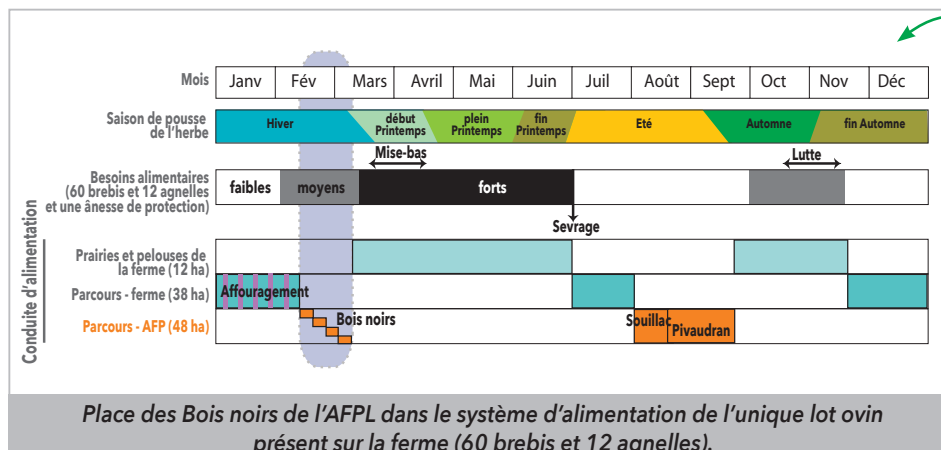 Mois Janv Fév Mars Avril Mai Juin Juil Août Sept Oct Nov Déc
Saison de pousse
de l'herbe
Hiver
début
Printemps
plein
Printemps
fin
Printemps
Eté
Automne
fin Automne
Mise-bas
Lutte
Besoins alimentaires
(60 brebis et 12 agnelles
et une ânesse de protection)
faibles
moyens
forts
Sevrage
Conduite d'alimentation
Prairies et pelouses de
la ferme (12 ha)
Parcours - ferme (38 ha)
Affouragement
Parcours - AFP (48 ha)
Bois noirs
Souillac
Pivaudran
Place des Bois noirs de l'AFPL dans le système d'alimentation de l'unique lot ovin
présent sur la ferme (60 brebis et 12 agnelles).